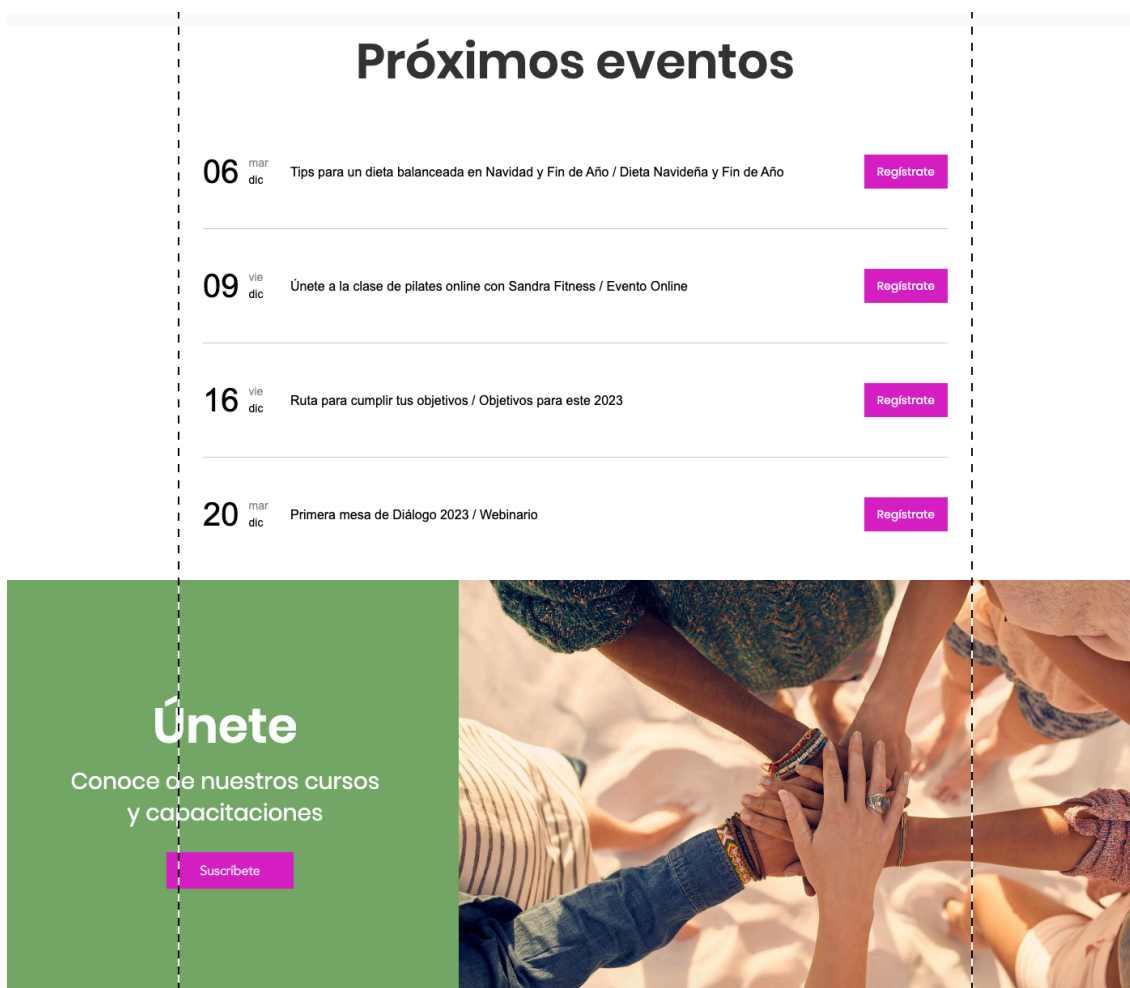 Próximos eventos
06 mar dic Tips para un dieta balanceada en Navidad y Fin de Año / Dieta Navideña y Fin de Año Regístrate
09 vie dic Únete a la clase de pilates online con Sandra Fitness / Evento Online Regístrate
16 vie dic Ruta para cumplir tus objetivos / Objetivos para este 2023 Regístrate
20 mar dic Primera mesa de Diálogo 2023 / Webinario Regístrate
Únete
Conoce de nuestros cursos
y capacitaciones
Suscríbete